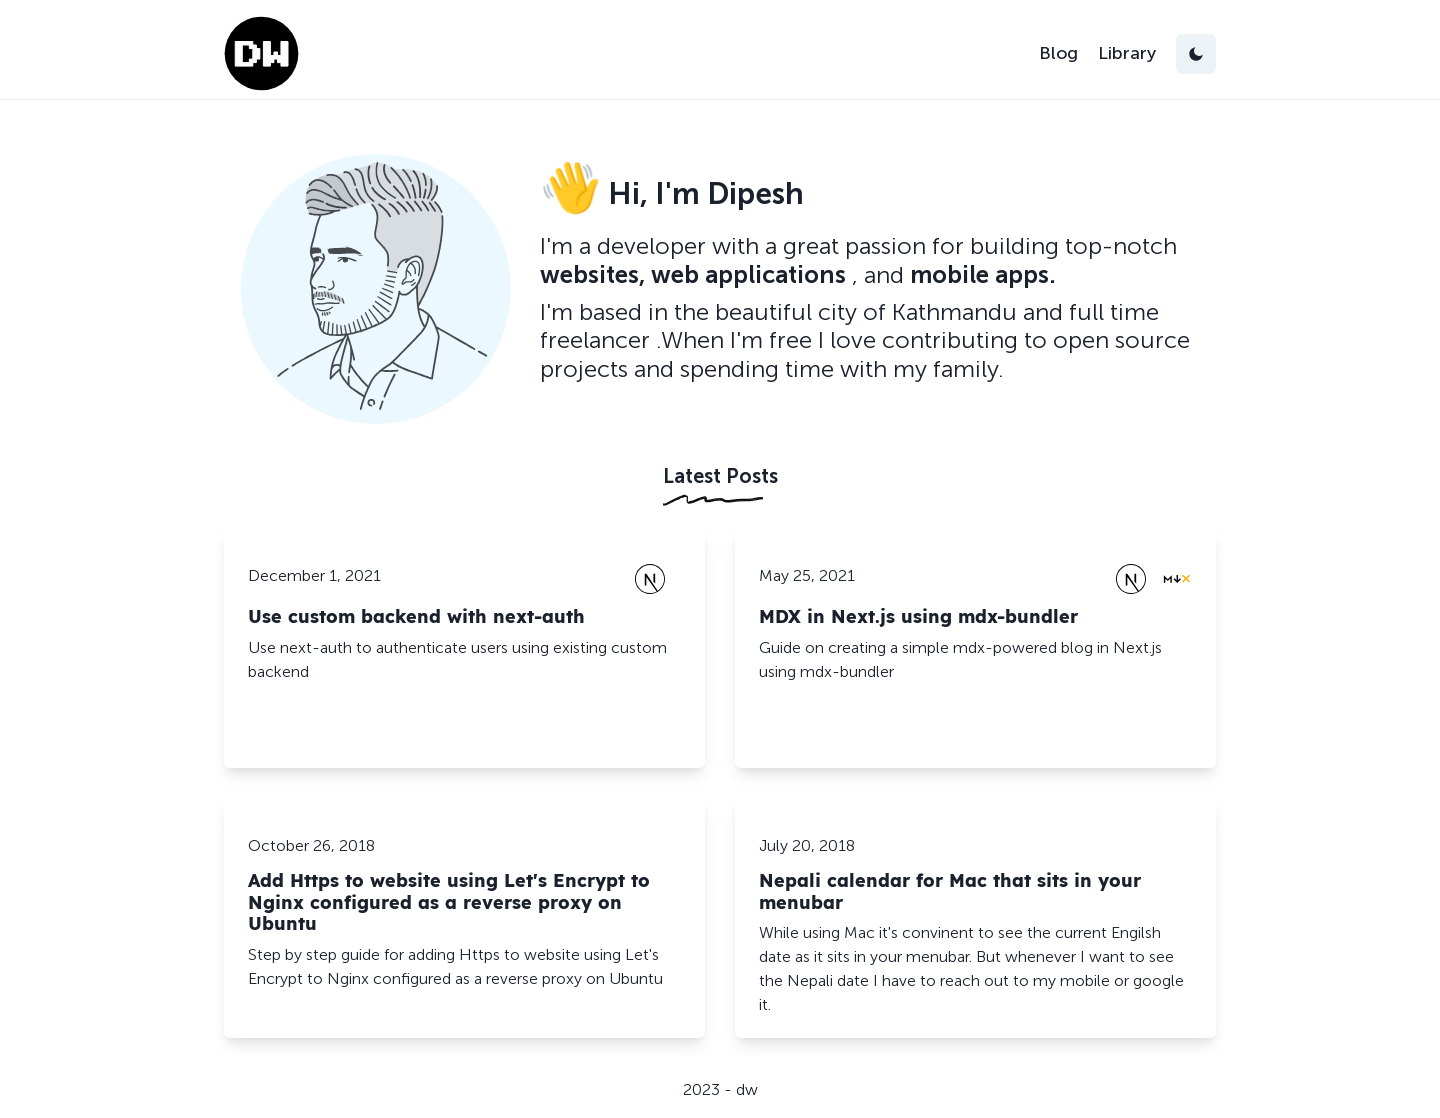 DW
Blog
Library
👋 Hi, I'm Dipesh
I'm a developer with a great passion for building top-notch
websites, web applications , and mobile apps.
I'm based in the beautiful city of Kathmandu and full time
freelancer .When I'm free I love contributing to open source
projects and spending time with my family.
Latest Posts
December 1, 2021
N
Use custom backend with next-auth
Use next-auth to authenticate users using existing custom
backend
May 25, 2021
N
M↓X
MDX in Next.js using mdx-bundler
Guide on creating a simple mdx-powered blog in Next.js
using mdx-bundler
October 26, 2018
Add Https to website using Let's Encrypt to
Nginx configured as a reverse proxy on
Ubuntu
Step by step guide for adding Https to website using Let's
Encrypt to Nginx configured as a reverse proxy on Ubuntu
July 20, 2018
Nepali calendar for Mac that sits in your
menubar
While using Mac it's convinent to see the current Engilsh
date as it sits in your menubar. But whenever I want to see
the Nepali date I have to reach out to my mobile or google
it.
2023 - dw